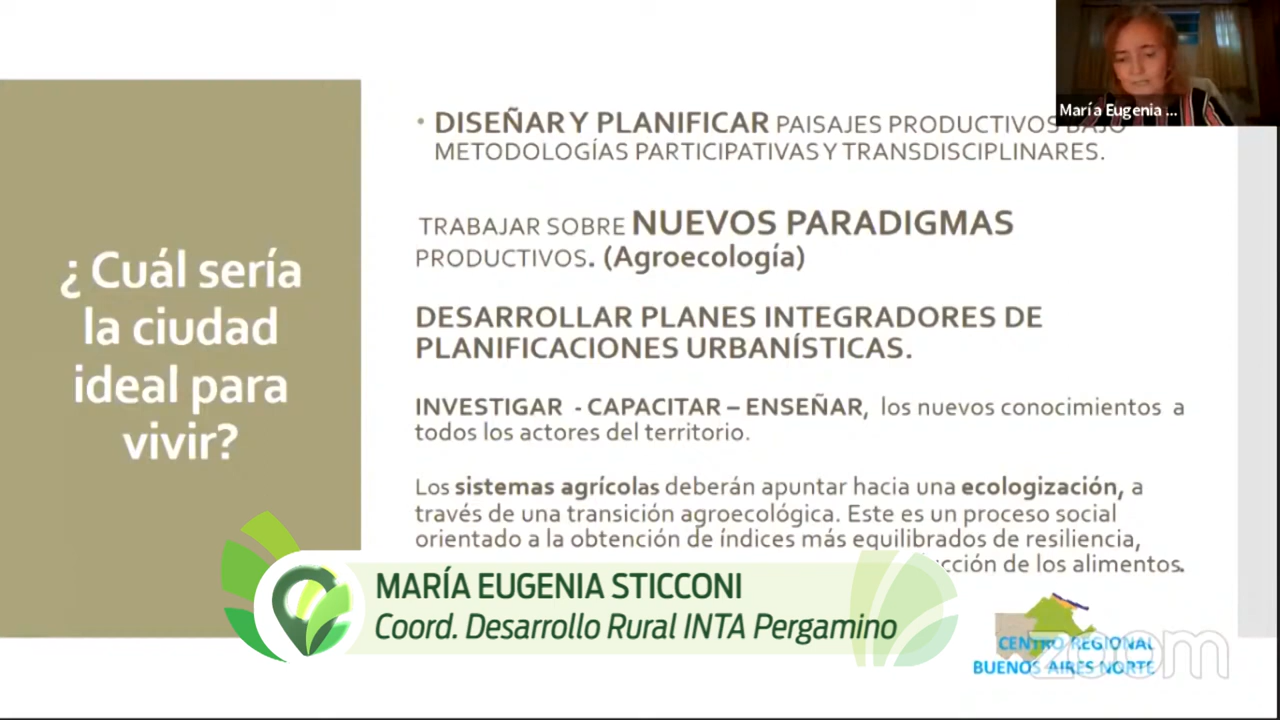 María Eugenia ...
¿ Cuál sería
la ciudad
ideal para
vivir?
• DISEÑAR Y PLANIFICAR PAISAJES PRODUCTIVOS BAJO
METODOLOGÍAS PARTICIPATIVAS Y TRANSDISCIPLINARES.
TRABAJAR SOBRE NUEVOS PARADIGMAS
PRODUCTIVOS. (Agroecología)
DESARROLLAR PLANES INTEGRADORES DE
PLANIFICACIONES URBANÍSTICAS.
INVESTIGAR - CAPACITAR – ENSEÑAR, los nuevos conocimientos a
todos los actores del territorio.
Los sistemas agrícolas deberán apuntar hacia una ecologización, a
través de una transición agroecológica. Este es un proceso social
orientado a la obtención de índices más equilibrados de resiliencia,
de los alimentos.
MARÍA EUGENIA STICCONI
Coord. Desarrollo Rural INTA Pergamino
CENTRO REGIONAL
BUENOS AIRES NORTE
zoom